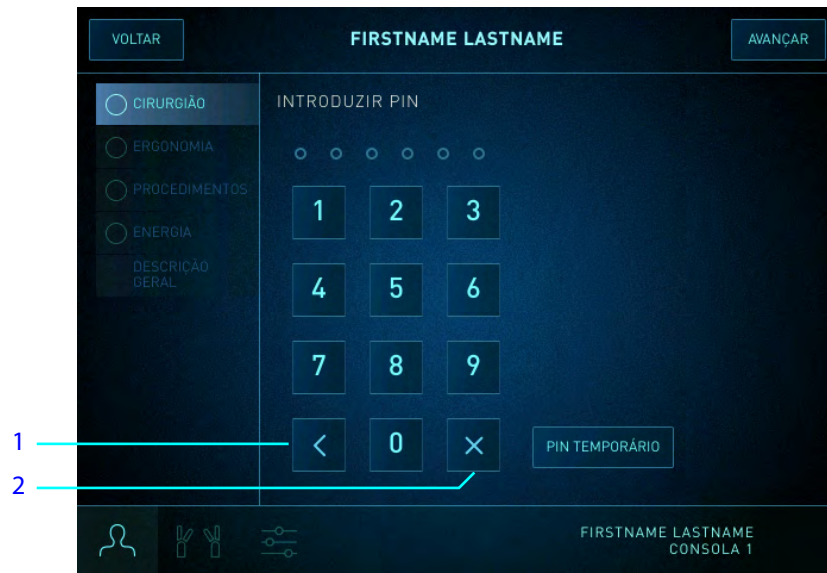 VOLTAR
FIRSTNAME LASTNAME
AVANÇAR
CIRURGIÃO
ERGONOMIA
PROCEDIMENTOS
ENERGIA
DESCRIÇÃO
GERAL
INTRODUZIR PIN
1 2 3
4 5 6
7 8 9
0
PIN TEMPORÁRIO
1
2
FIRSTNAME LASTNAME
CONSOLA 1